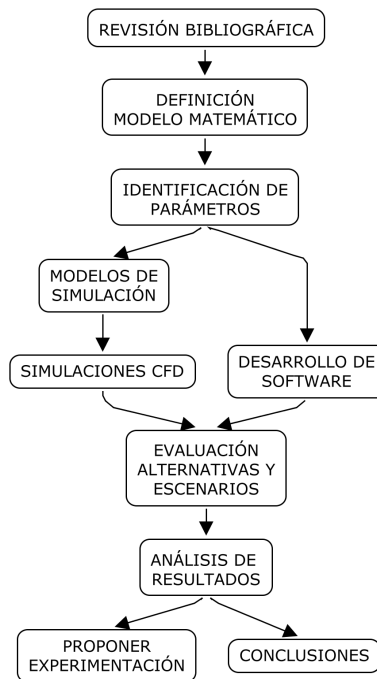 REVISIÓN BIBLIOGRÁFICA
DEFINICIÓN
MODELO MATEMÁTICO
IDENTIFICACIÓN DE
PARÁMETROS
MODELOS DE
SIMULACIÓN
SIMULACIONES CFD
DESARROLLO DE
SOFTWARE
EVALUACIÓN
ALTERNATIVAS Y
ESCENARIOS
ANÁLISIS DE
RESULTADOS
PROPONER
EXPERIMENTACIÓN
CONCLUSIONES